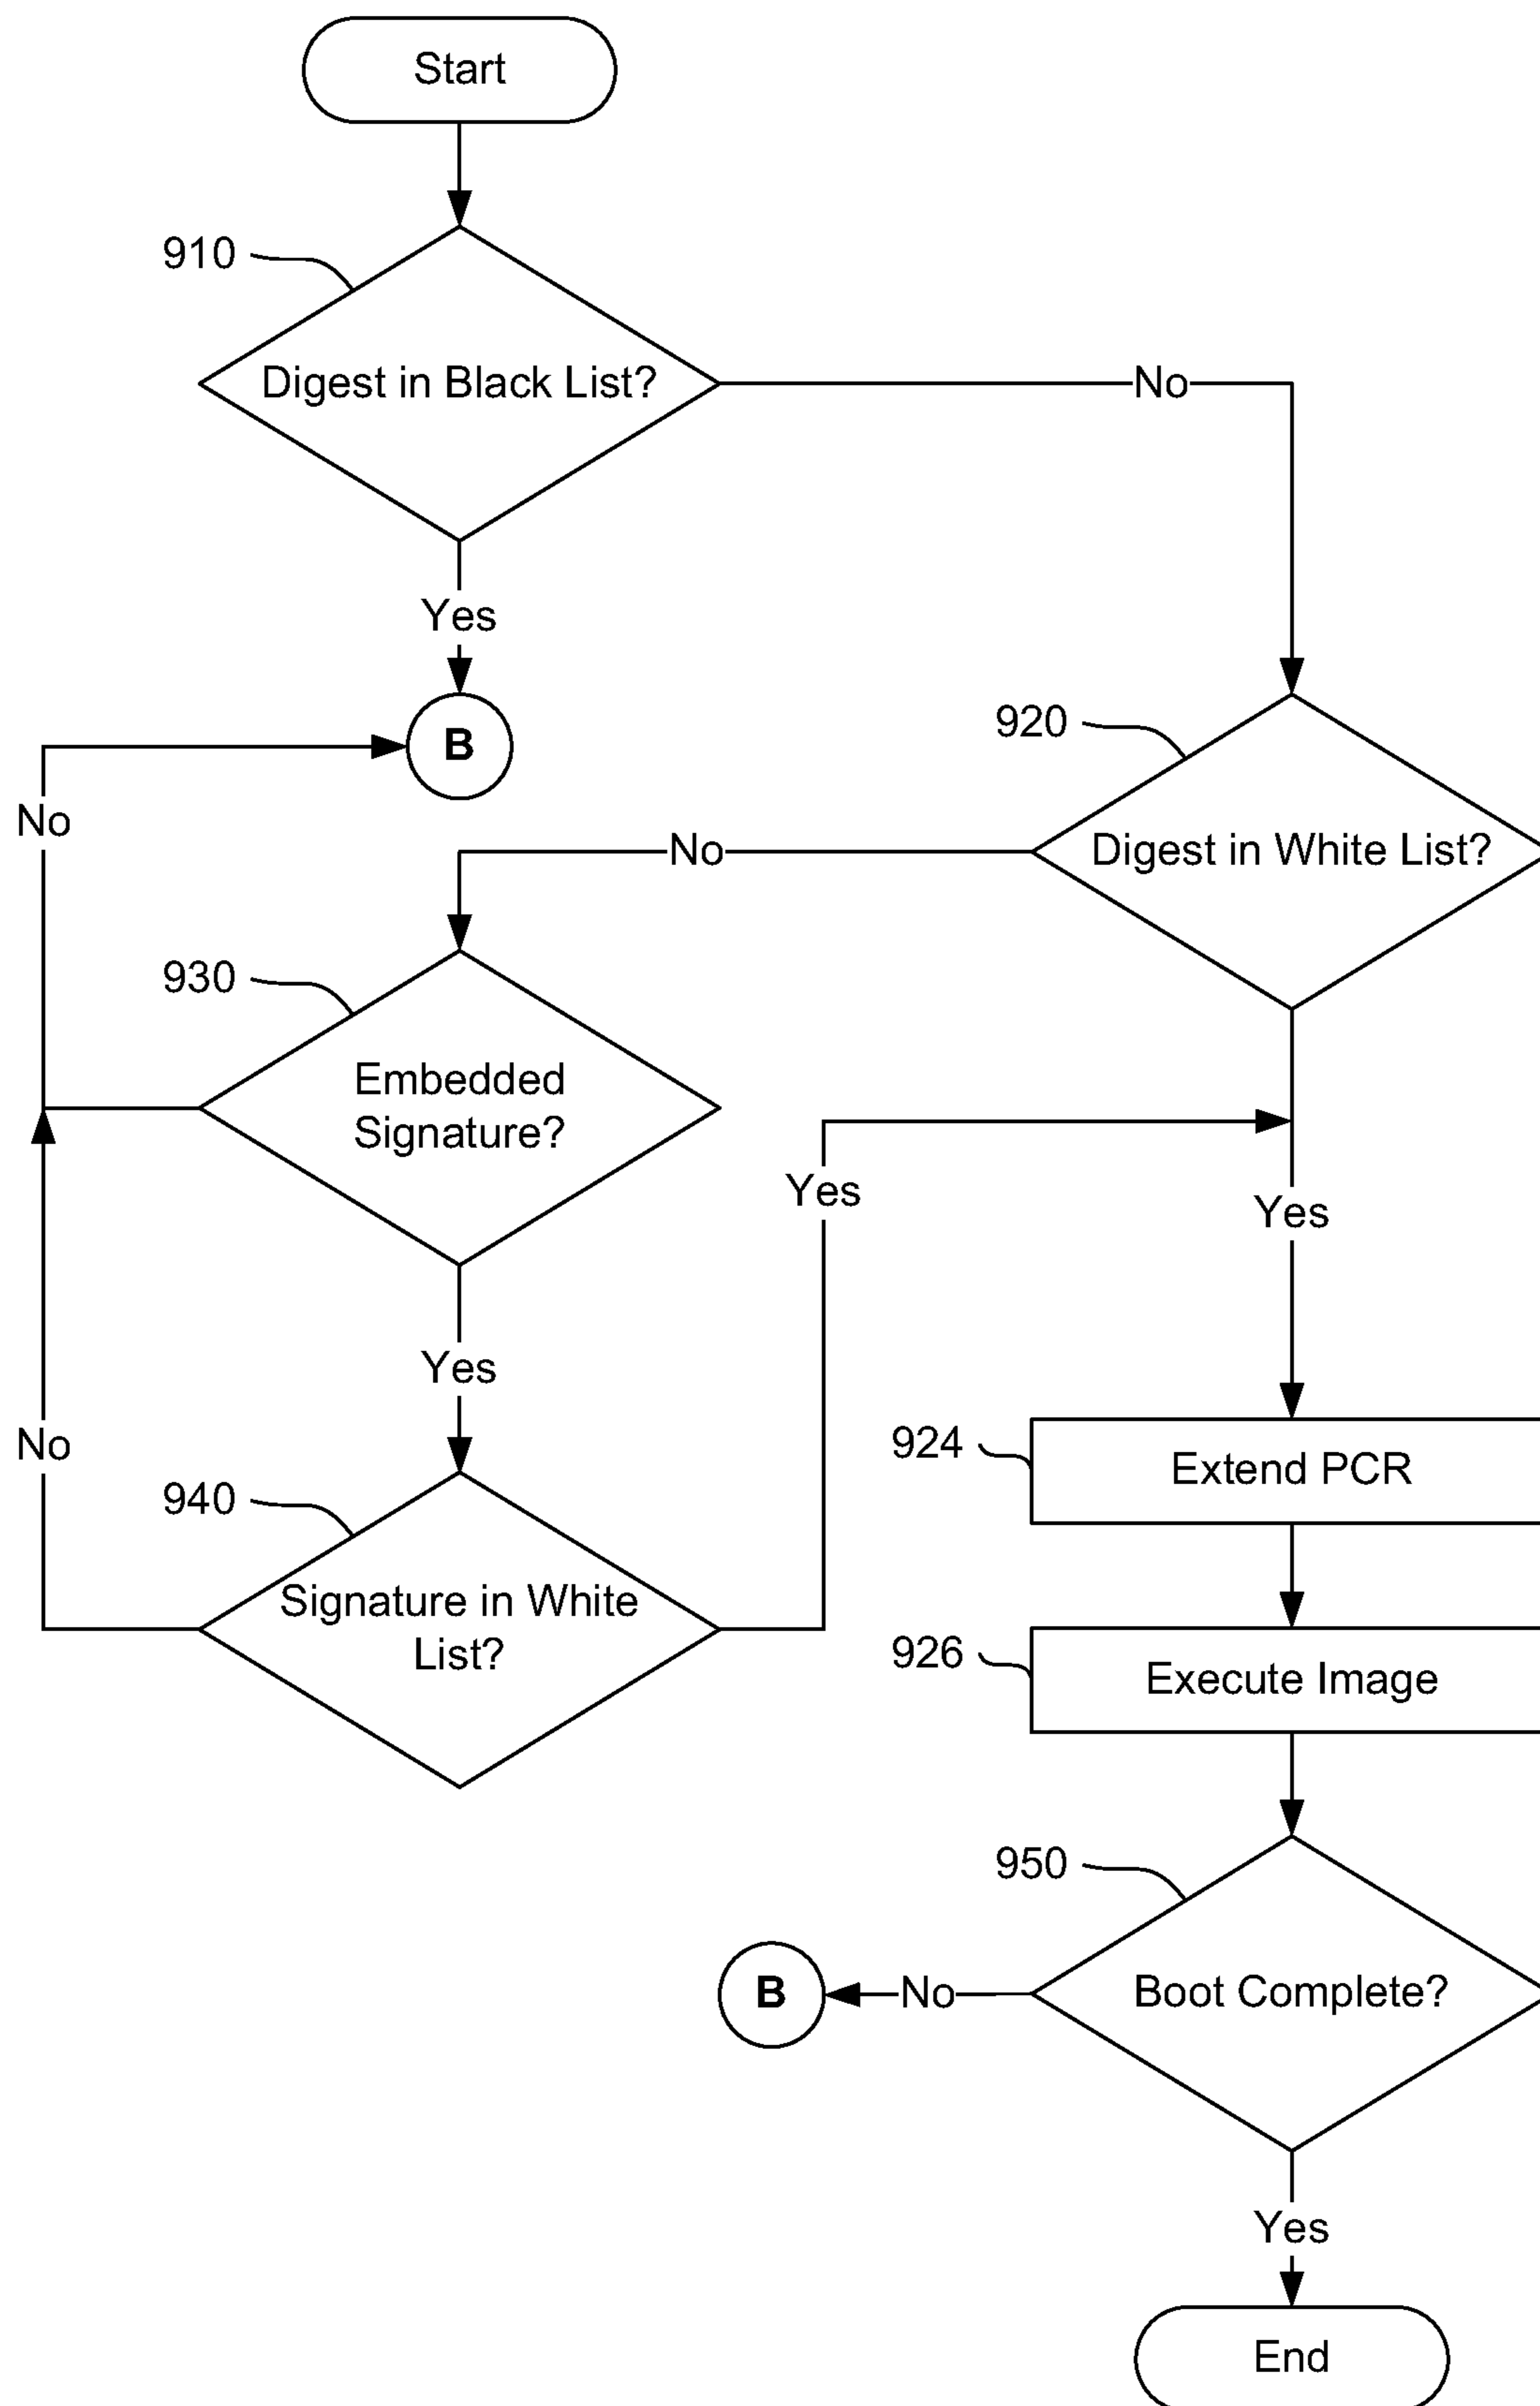 Start
910
Digest in Black List?
No
Yes
B
No
920
Digest in White List?
No
930
Embedded
Signature?
Yes
Yes
Yes
No
924
Extend PCR
940
Signature in White
List?
926
Execute Image
950
Boot Complete?
B
No
Yes
End